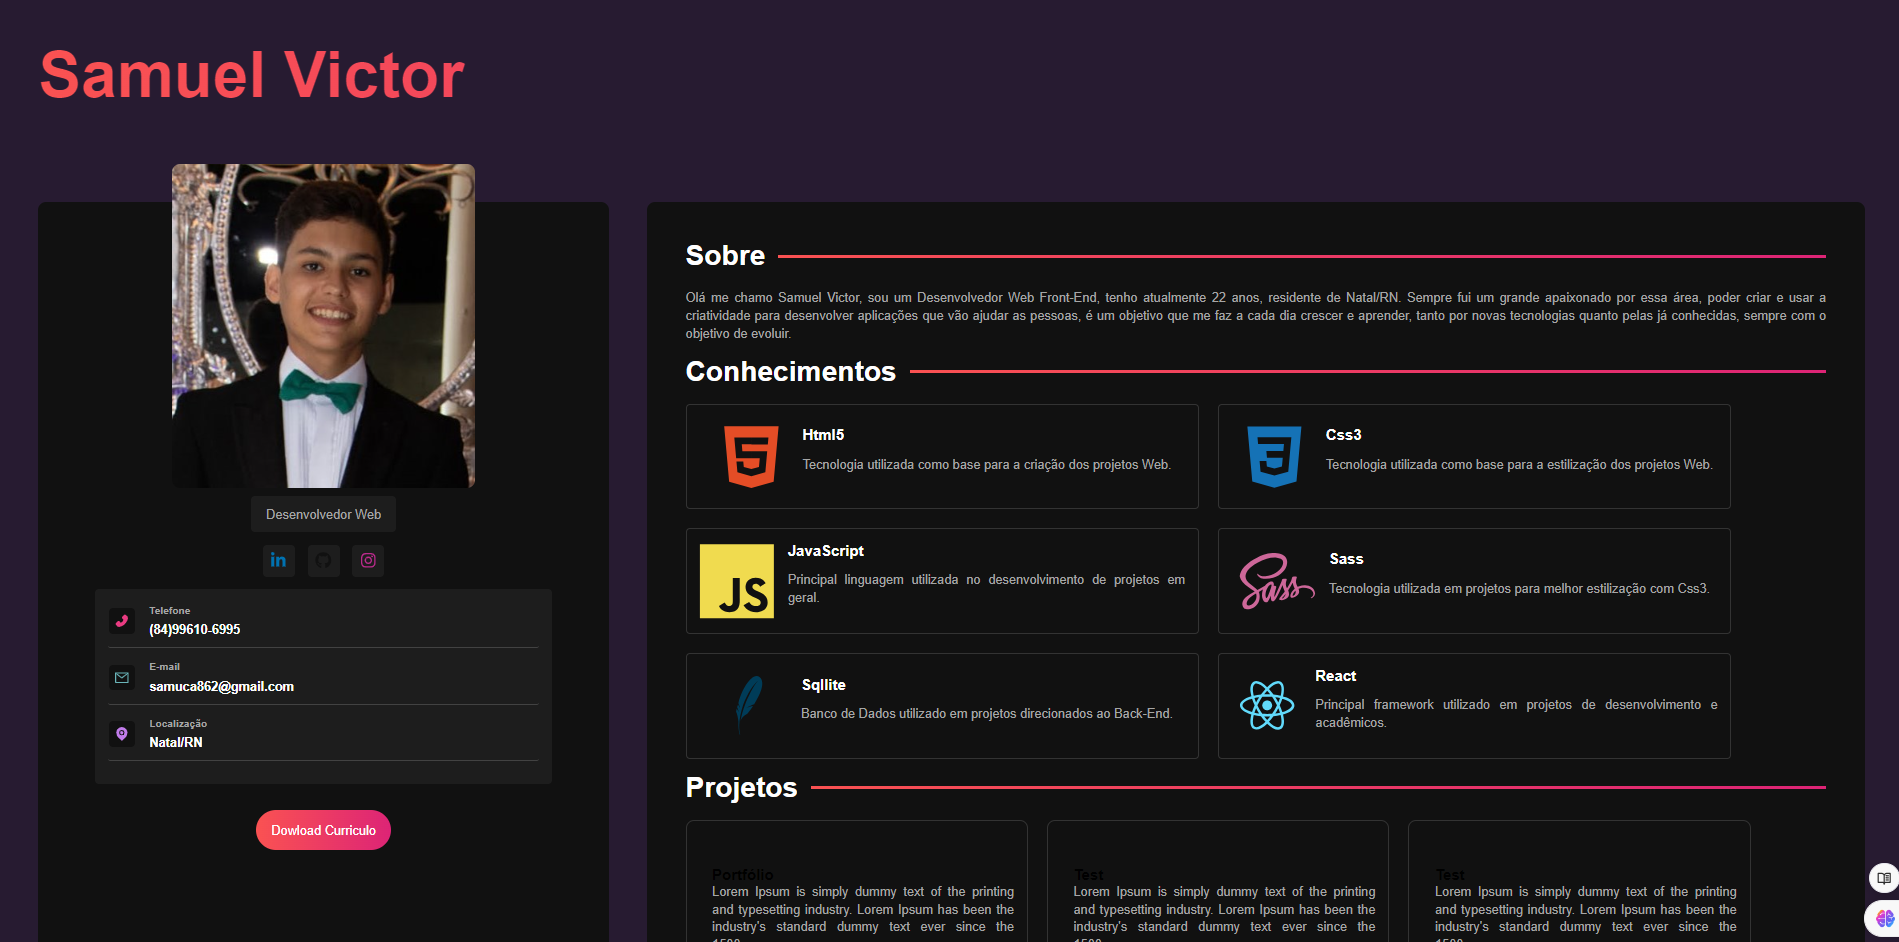 Samuel Victor
Desenvolvedor Web
in
Telefone
(84)99610-6995
E-mail
samuca862@gmail.com
Localização
Natal/RN
Dowload Curriculo
Sobre
Olá me chamo Samuel Victor, sou um Desenvolvedor Web Front-End, tenho atualmente 22 anos, residente de Natal/RN. Sempre fui um grande apaixonado por essa área, poder criar e usar a
criatividade para desenvolver aplicações que vão ajudar as pessoas, é um objetivo que me faz a cada dia crescer e aprender, tanto por novas tecnologias quanto pelas já conhecidas, sempre com o
objetivo de evoluir.
Conhecimentos
Html5
Tecnologia utilizada como base para a criação dos projetos Web.
Css3
Tecnologia utilizada como base para a estilização dos projetos Web.
JS
JavaScript
Principal linguagem utilizada no desenvolvimento de projetos em
geral.
Sass
Sass
Tecnologia utilizada em projetos para melhor estilização com Css3.
Sqllite
Banco de Dados utilizado em projetos direcionados ao Back-End.
React
Principal framework utilizado em projetos de desenvolvimento e
acadêmicos.
Projetos
Portfólio
Lorem Ipsum is simply dummy text of the printing
and typesetting industry. Lorem Ipsum has been the
industry's standard dummy text ever since the
Test
Lorem Ipsum is simply dummy text of the printing
and typesetting industry. Lorem Ipsum has been the
industry's standard dummy text ever since the
Test
Lorem Ipsum is simply dummy text of the printing
and typesetting industry. Lorem Ipsum has been the
industry's standard dummy text ever since the